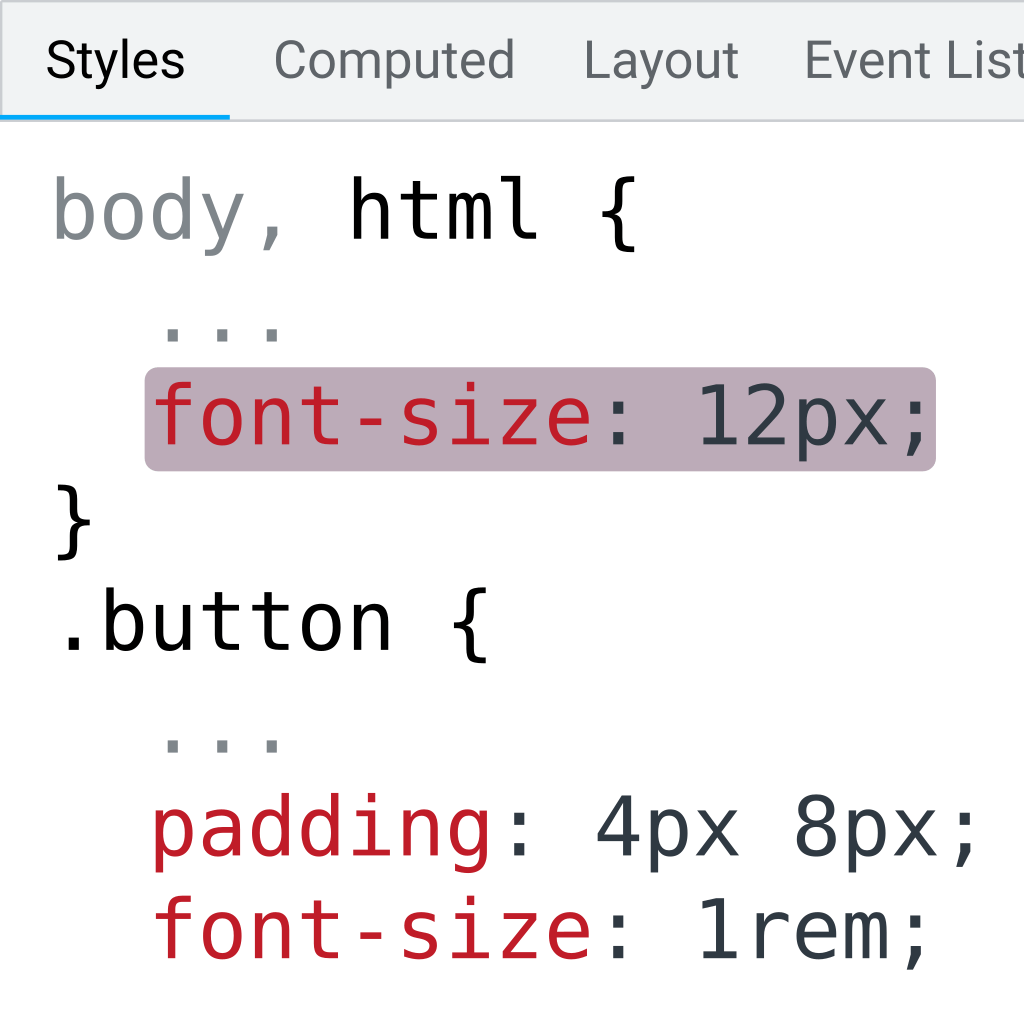 Styles Computed Layout Event List
body, html {
...
font-size: 12px;
}
.button {
...
padding: 4px 8px;
font-size: 1rem;